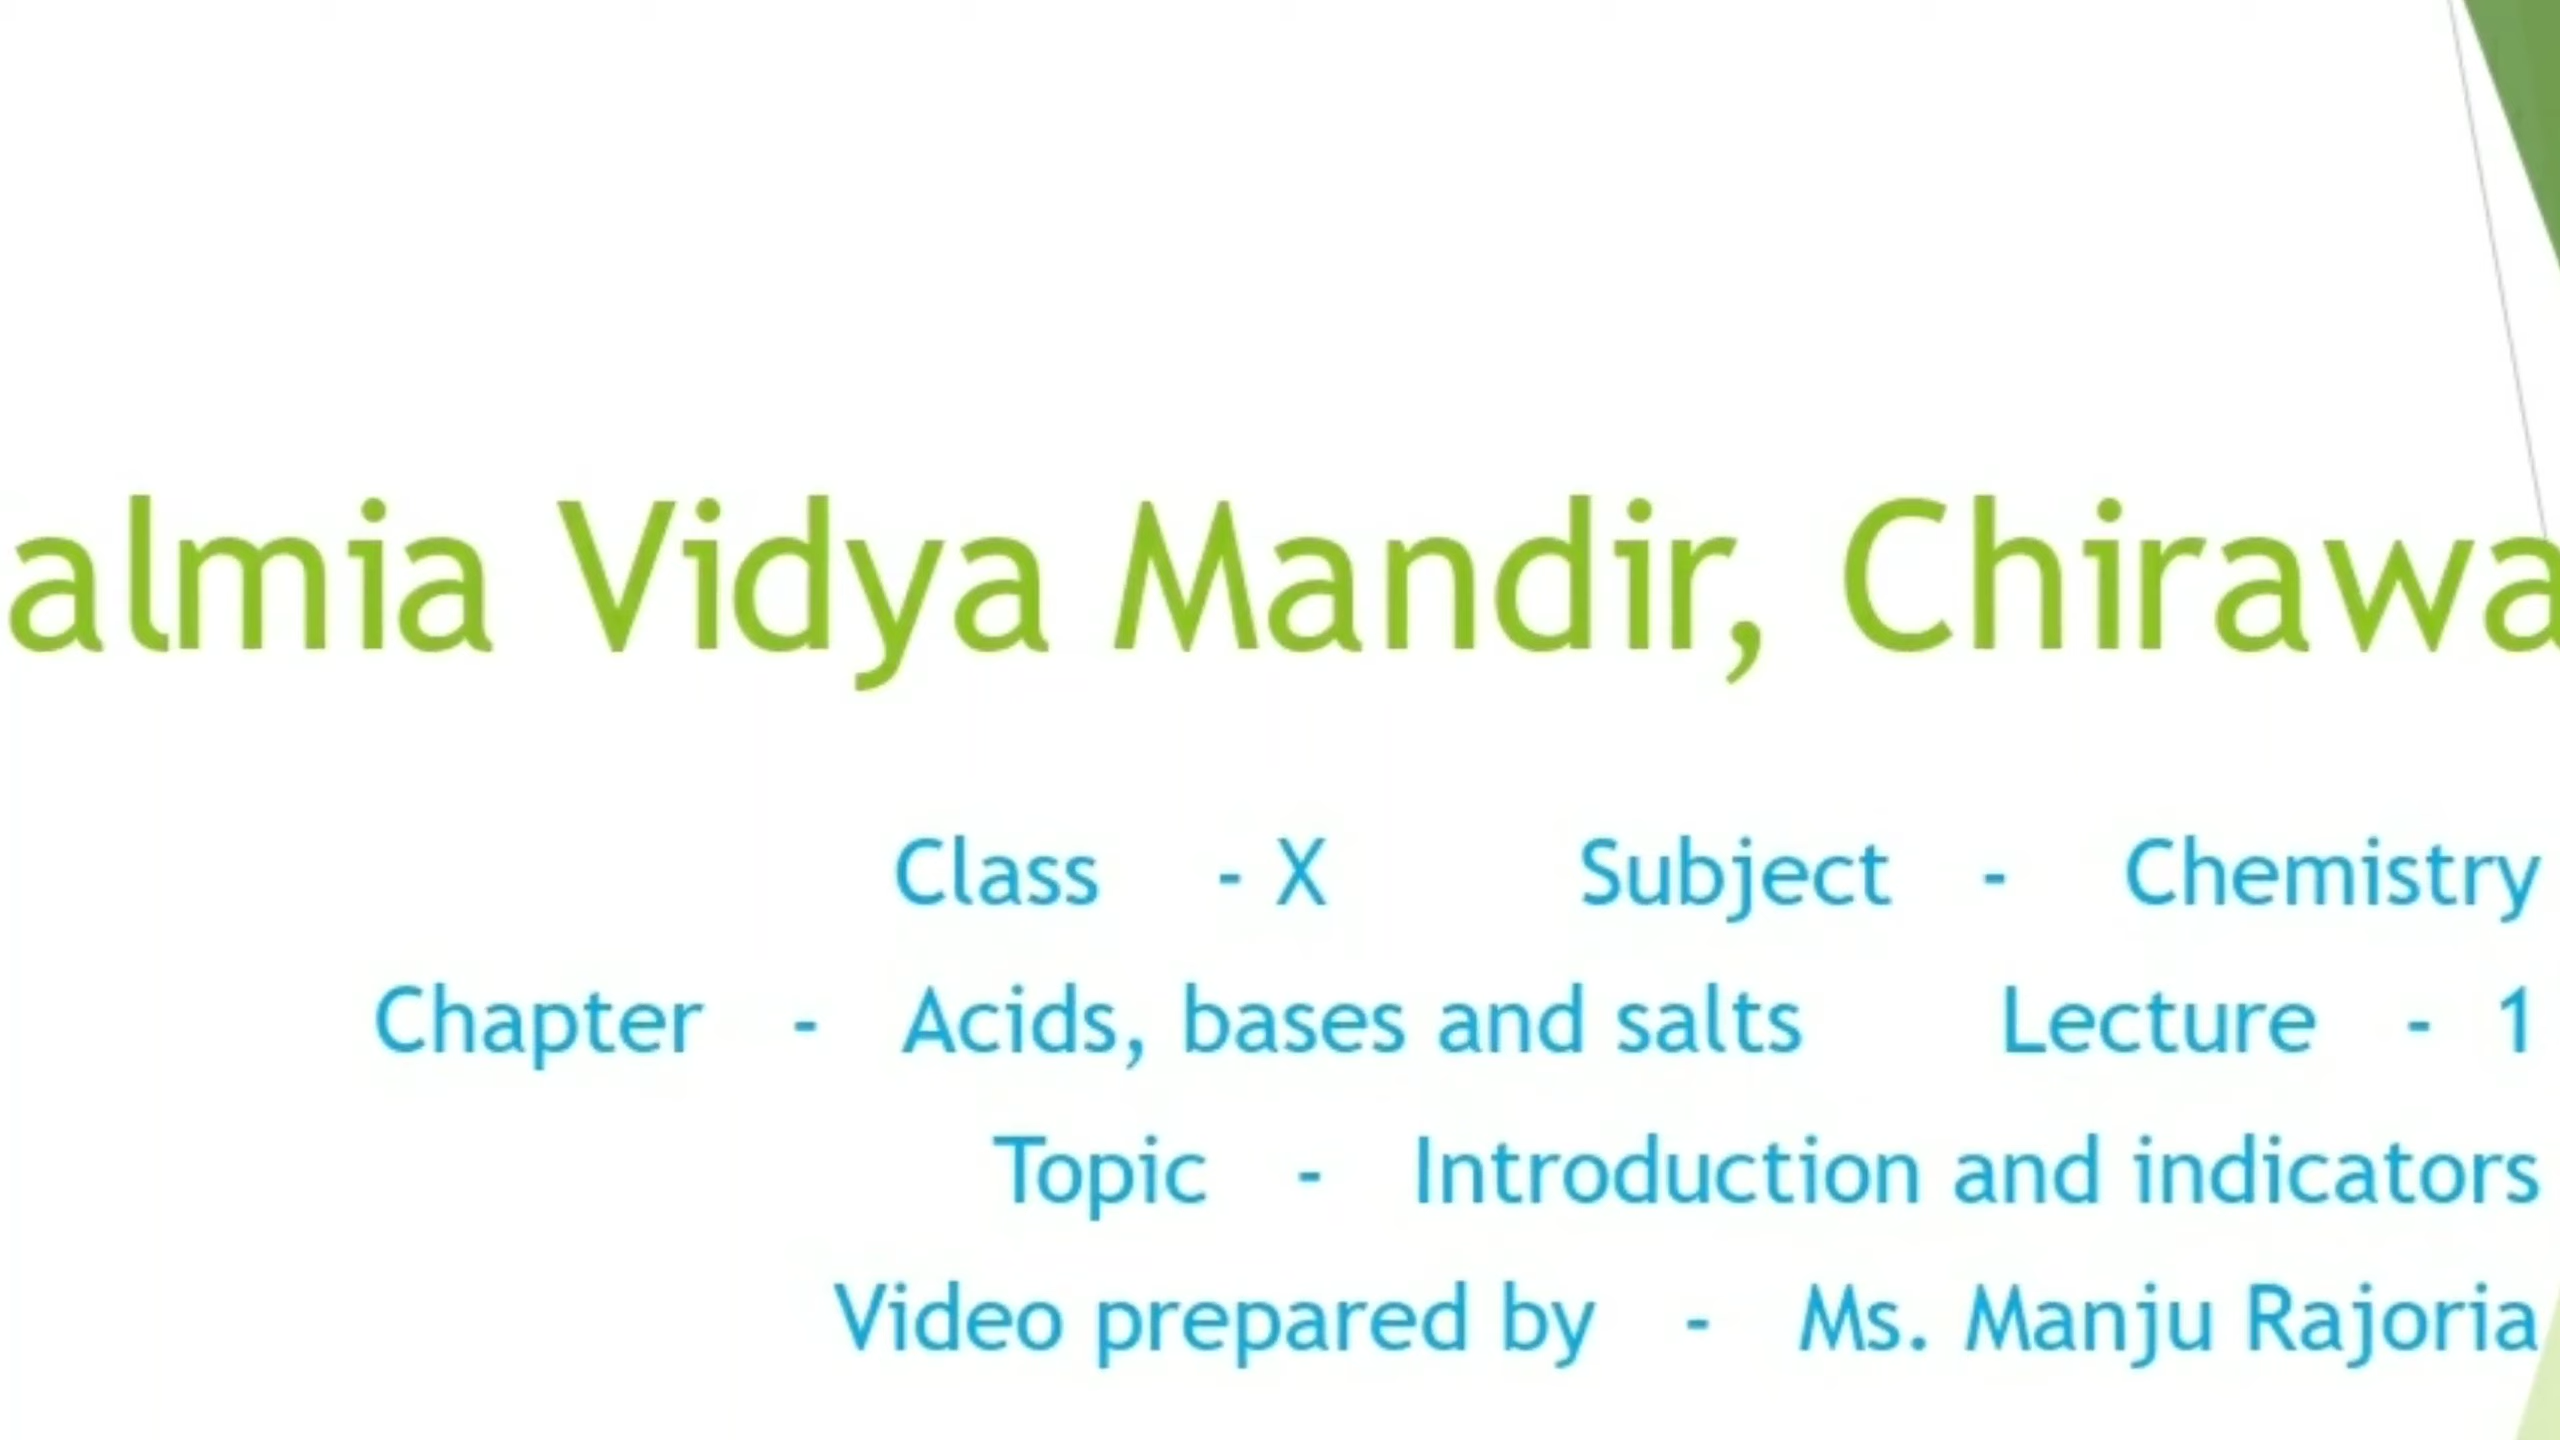 almia Vidya Mandir, Chirawa
Class - X Subject - Chemistry
Chapter - Acids, bases and salts Lecture - 1
Topic - Introduction and indicators
Video prepared by - Ms. Manju Rajoria